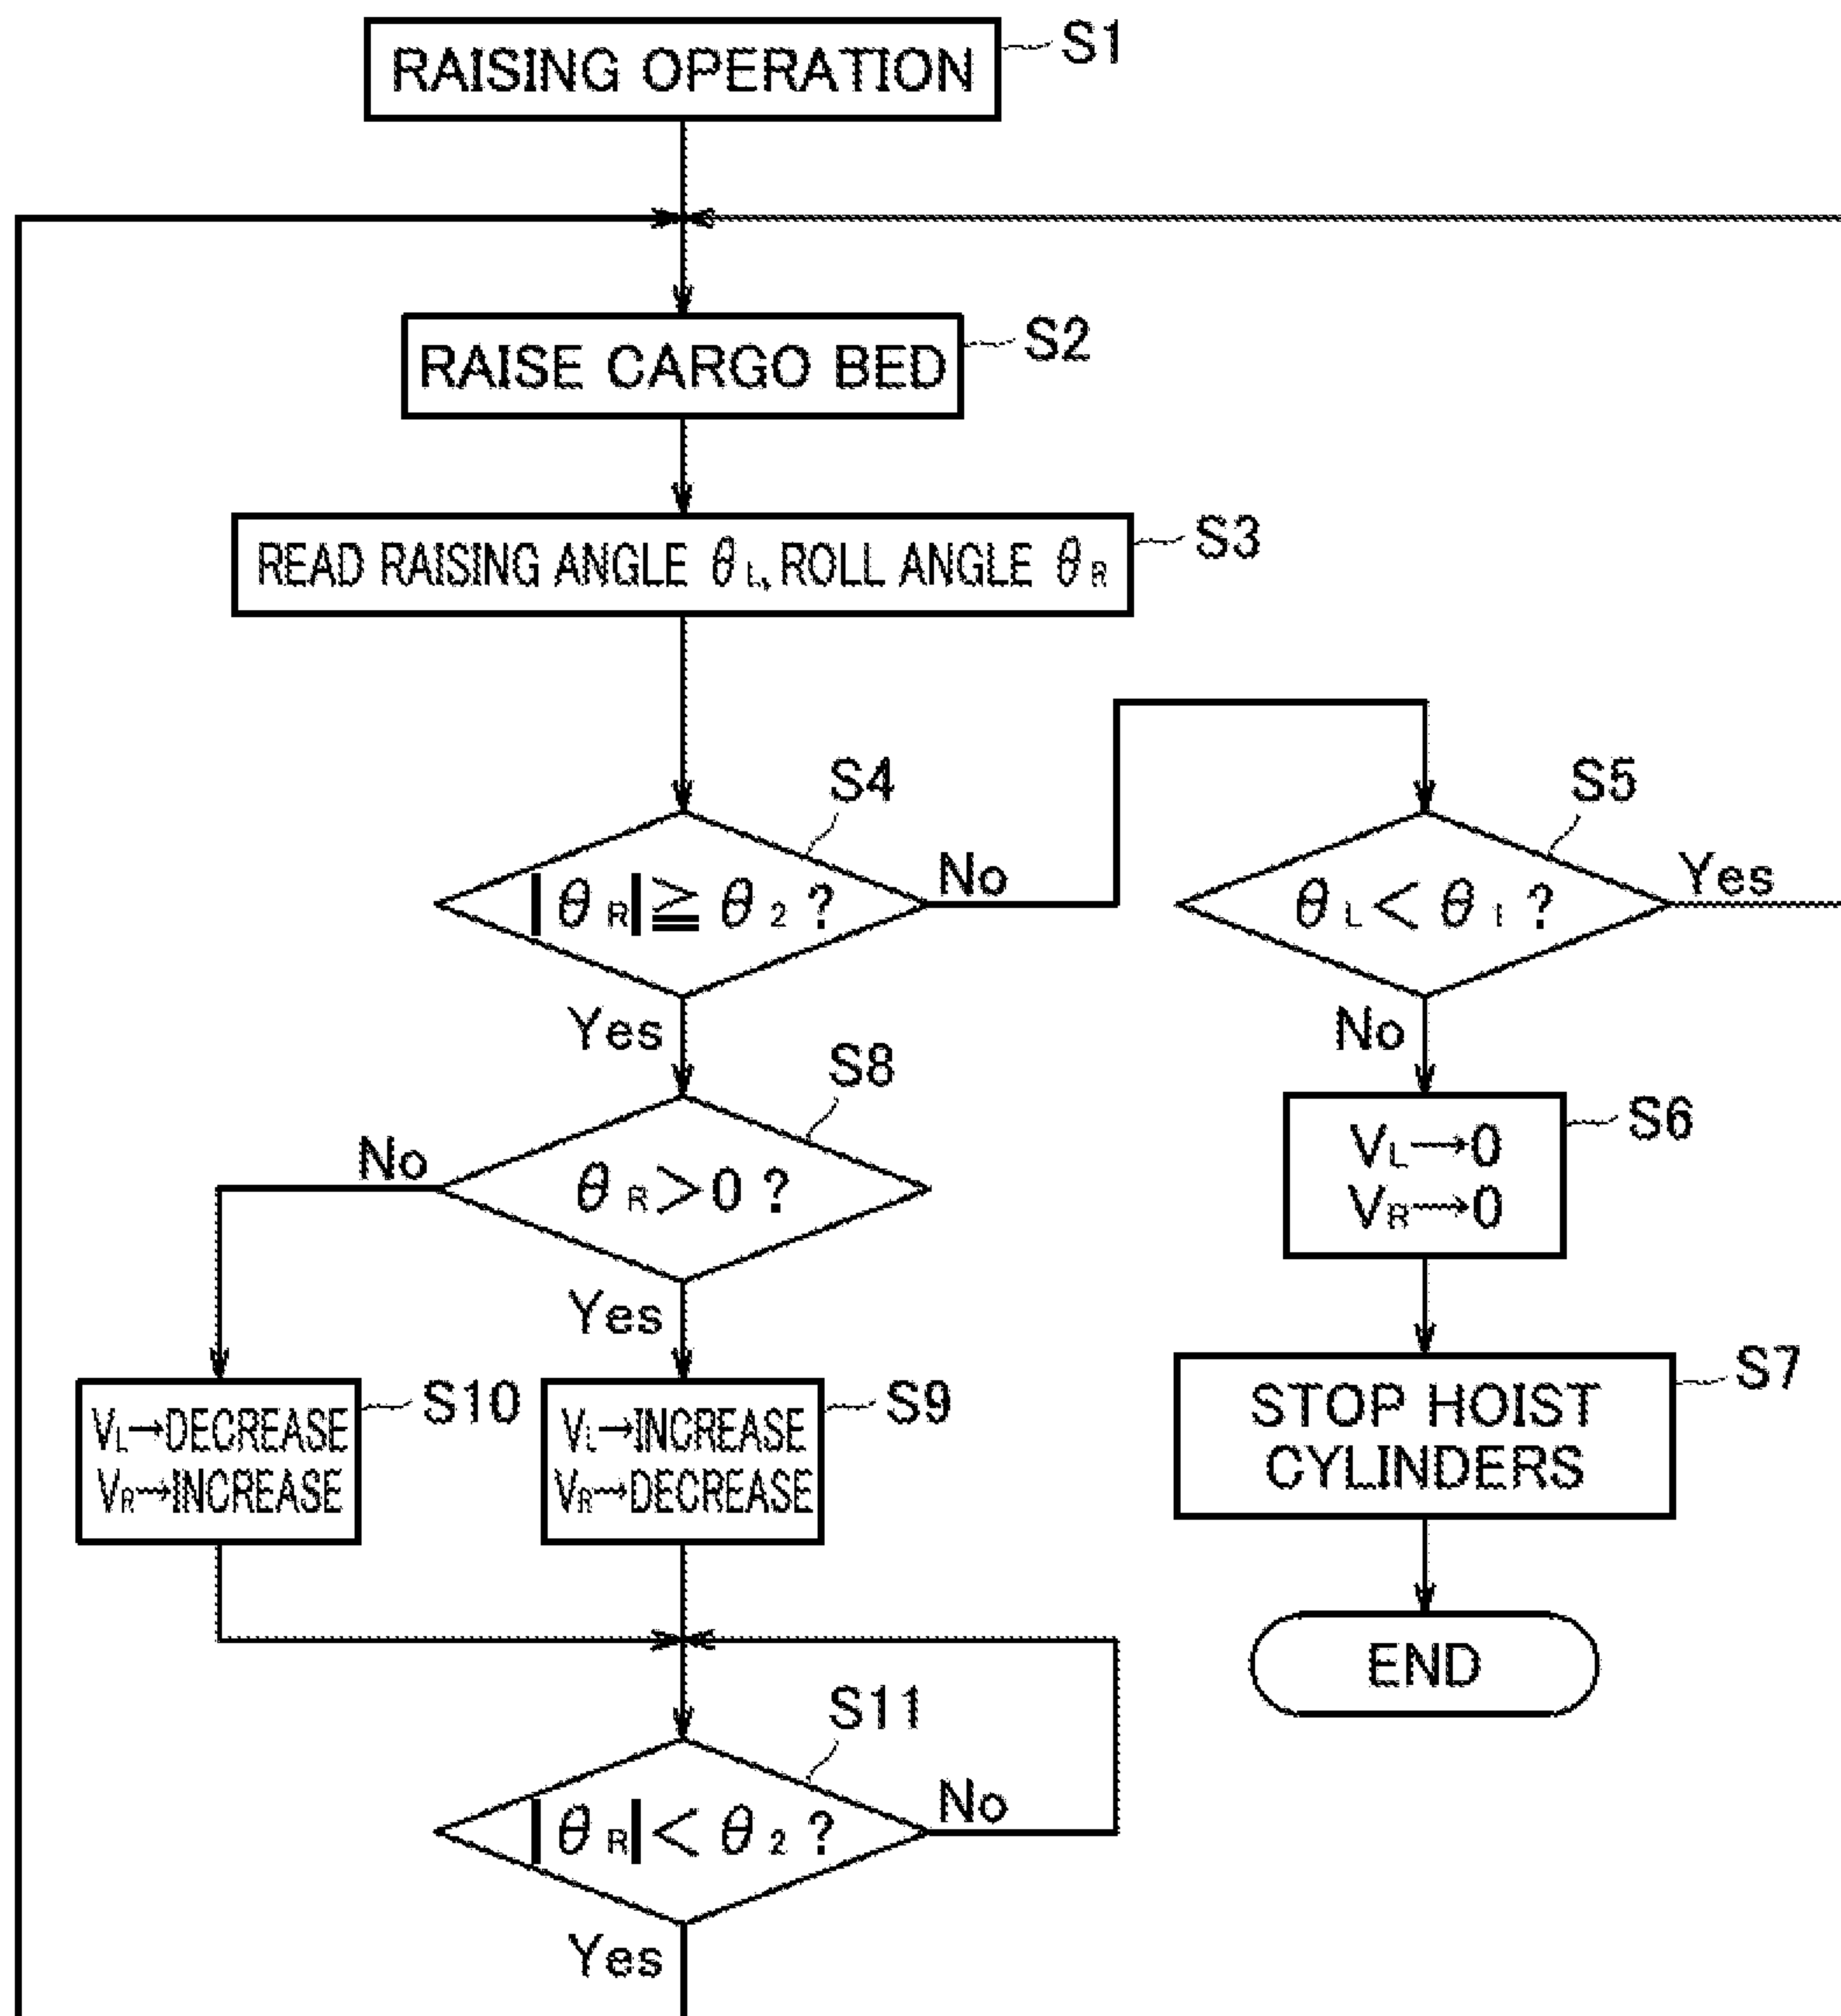 RAISING OPERATION
S1
RAISE CARGO BED
S2
READ RAISING ANGLE θL, ROLL ANGLE θR
S3
S4
|θR|≧θ2?
No
Yes
S5
θL<θ1?
Yes
No
S8
θR>0?
No
Yes
S6
VL→0
VR→0
S10
VL→DECREASE
VR→INCREASE
S9
VL→INCREASE
VR→DECREASE
S7
STOP HOIST
CYLINDERS
END
S11
|θR|<θ2?
No
Yes